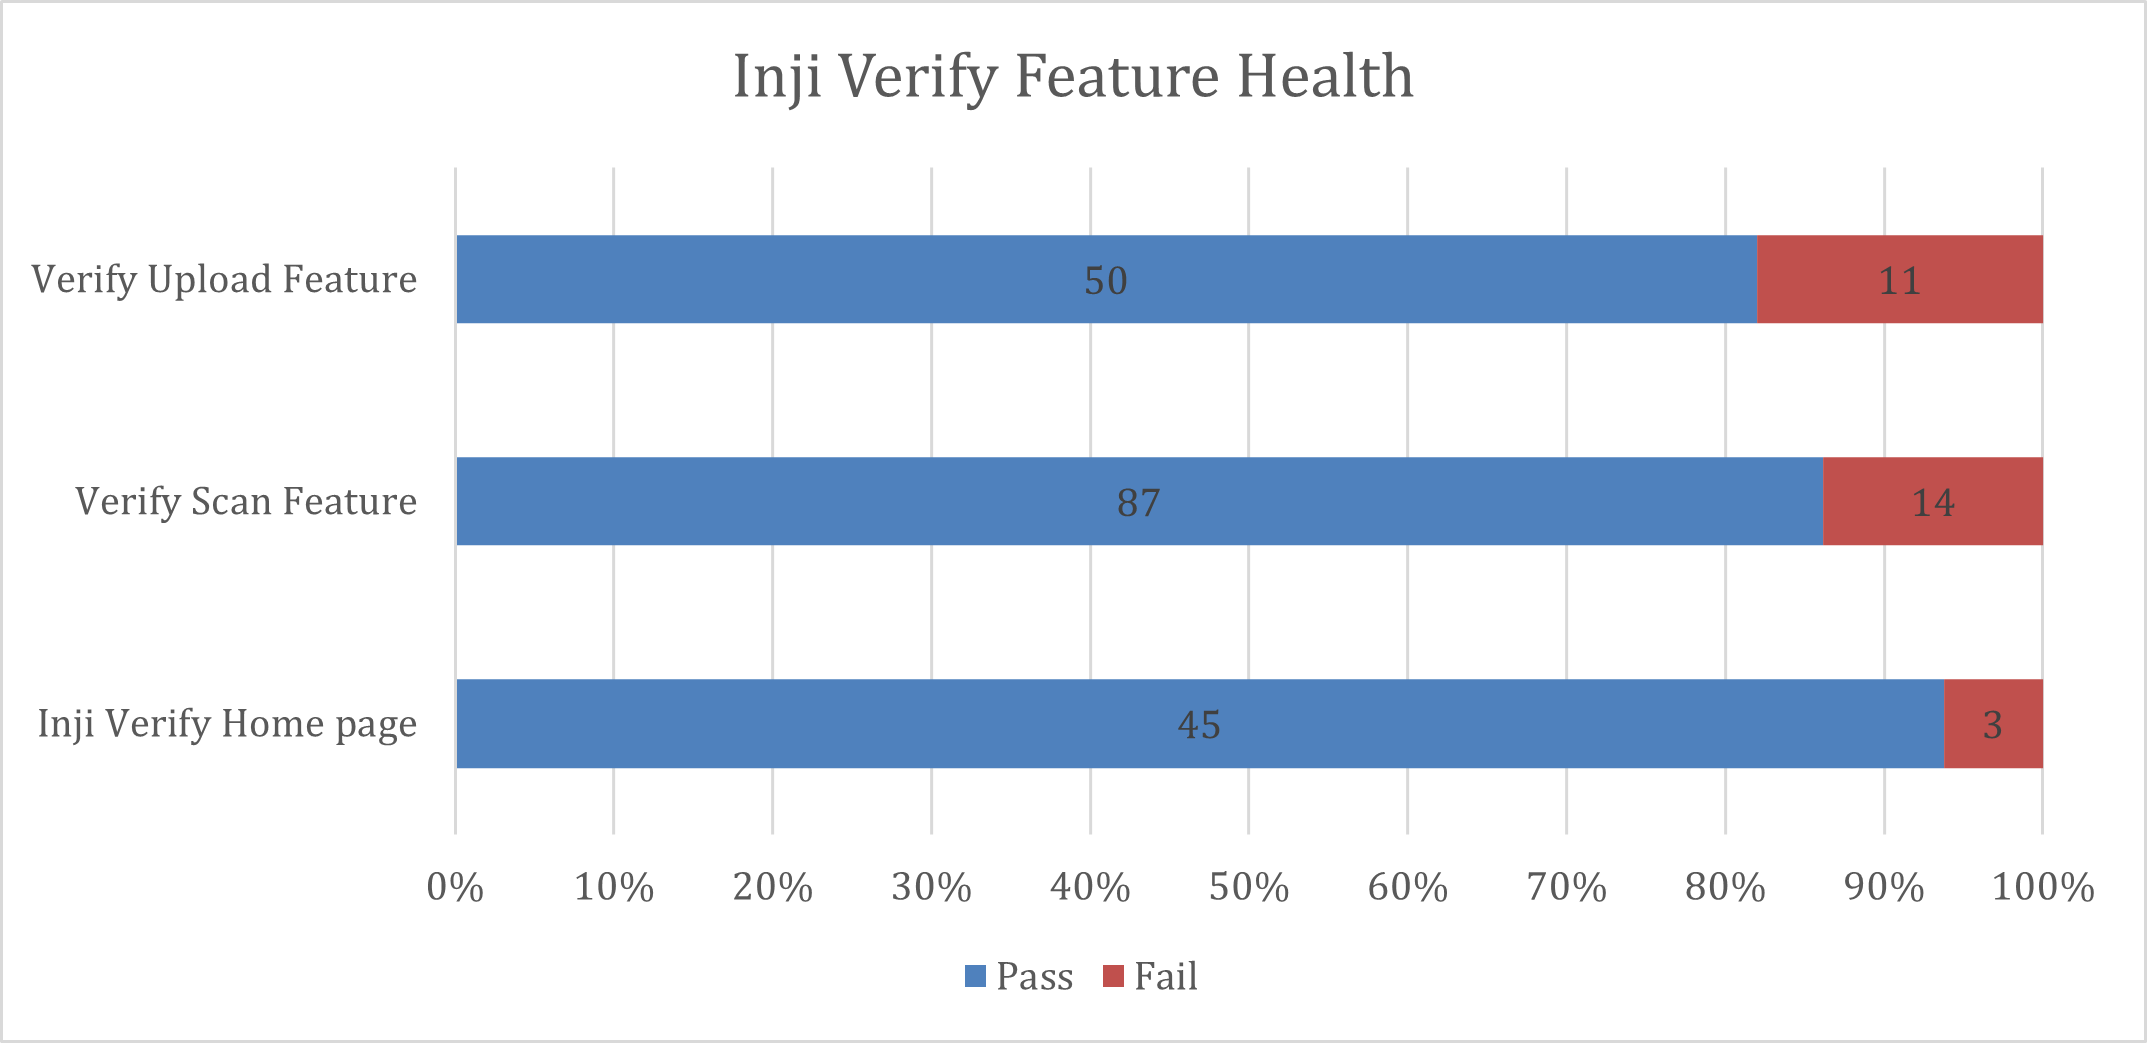 Inji Verify Feature Health
Verify Upload Feature
50
11
Verify Scan Feature
87
14
Inji Verify Home page
45
3
0% 10% 20% 30% 40% 50% 60% 70% 80% 90% 100%
Pass Fail